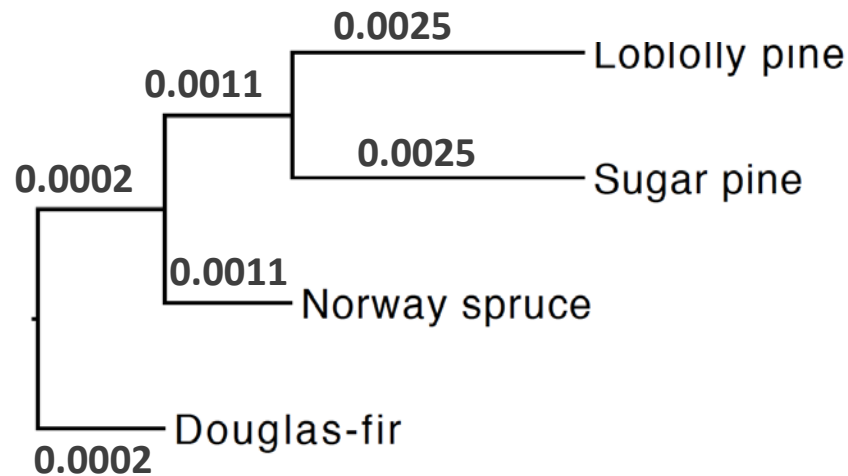 0.0025
Loblolly pine
0.0011
0.0025
Sugar pine
0.0002
0.0011
Norway spruce
Douglas-fir
0.0002